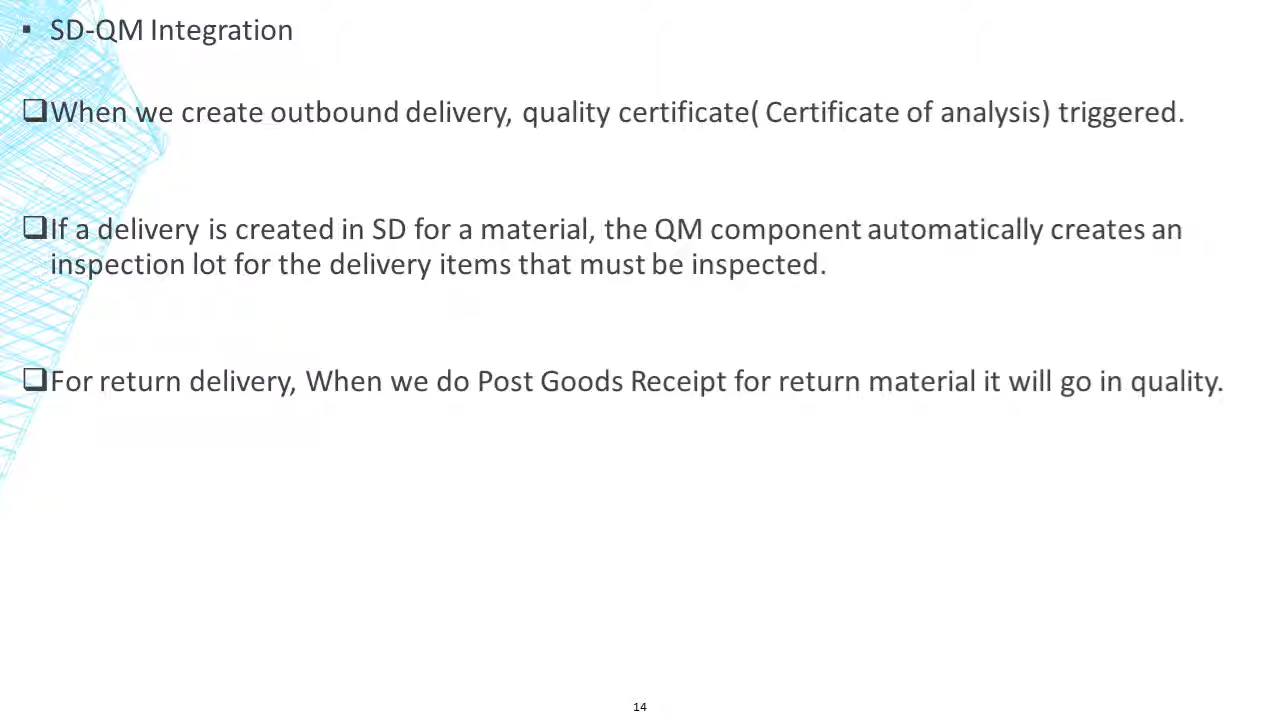 ▪ SD-QM Integration
❑When we create outbound delivery, quality certificate( Certificate of analysis) triggered.
❑If a delivery is created in SD for a material, the QM component automatically creates an
inspection lot for the delivery items that must be inspected.
❑For return delivery, When we do Post Goods Receipt for return material it will go in quality.
14